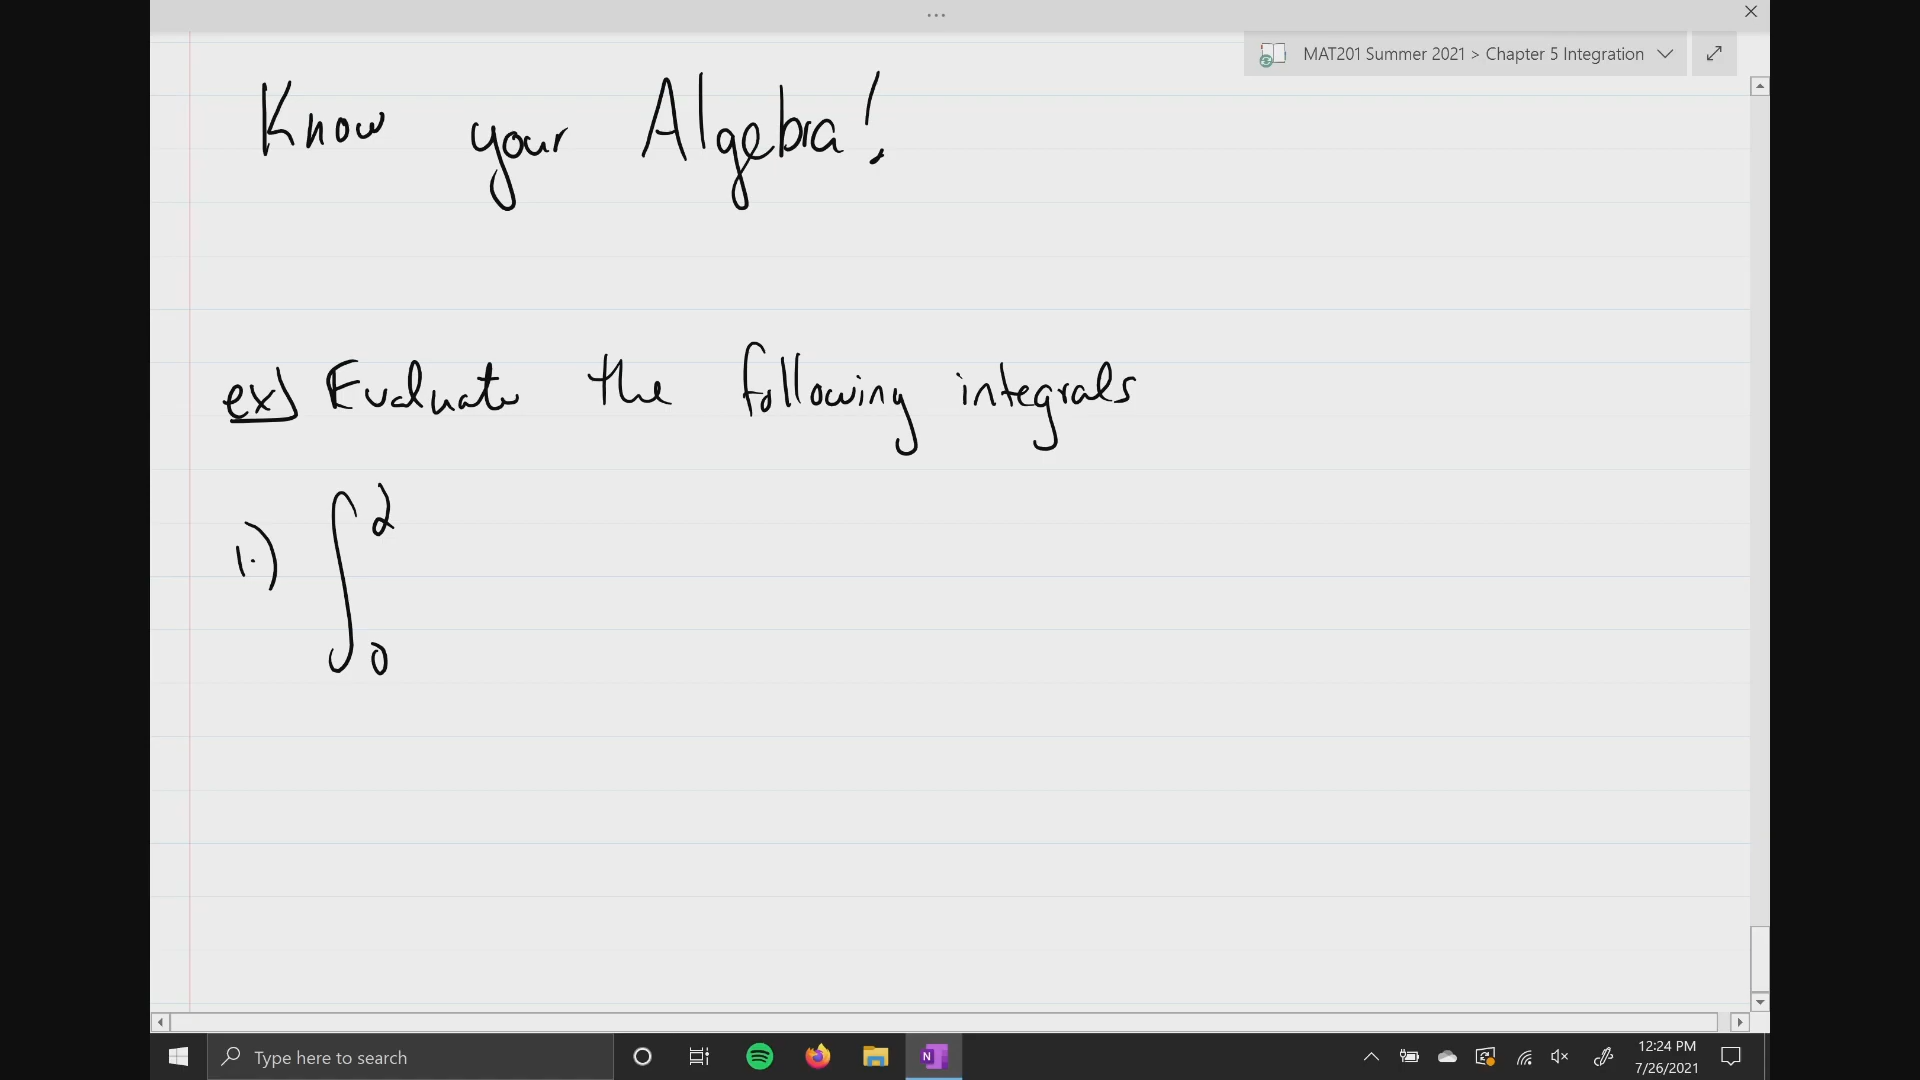 ...
MAT201 Summer 2021 > Chapter 5 Integration
Know your Algebra!
ex) Evaluate the following integrals
1.) ∫₀²
Type here to search
N
12:24 PM
7/26/2021